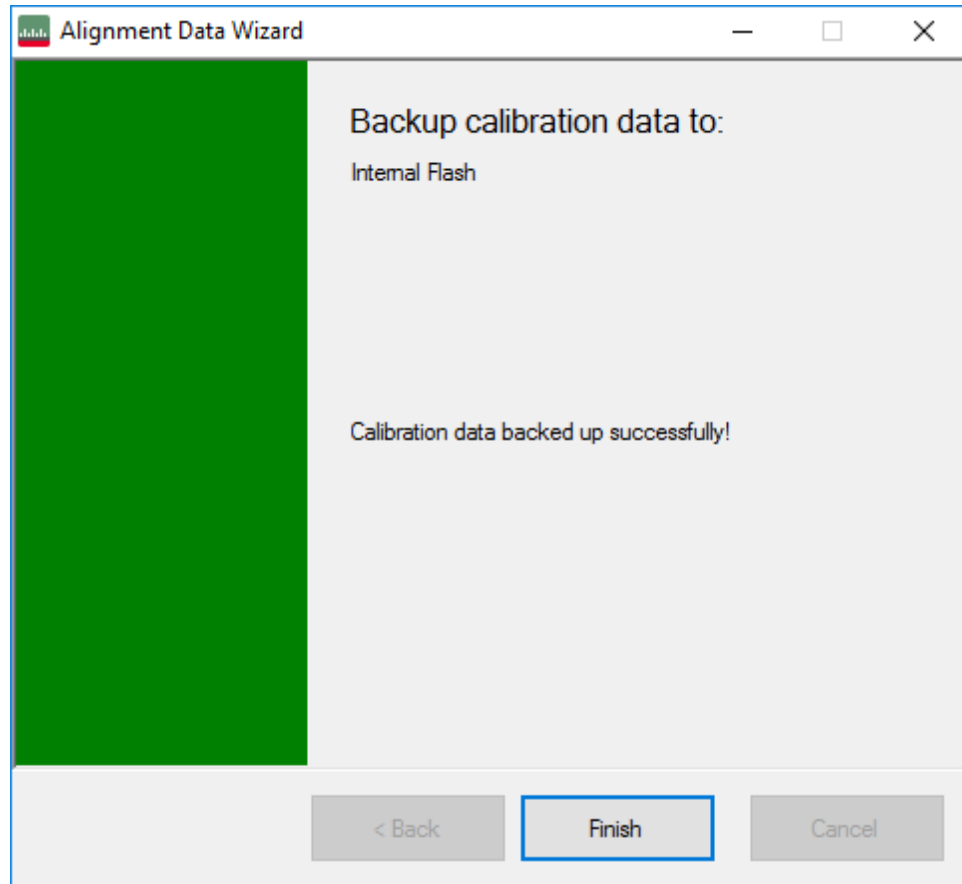 Alignment Data Wizard
Backup calibration data to:
Internal Flash
Calibration data backed up successfully!
< Back
Finish
Cancel